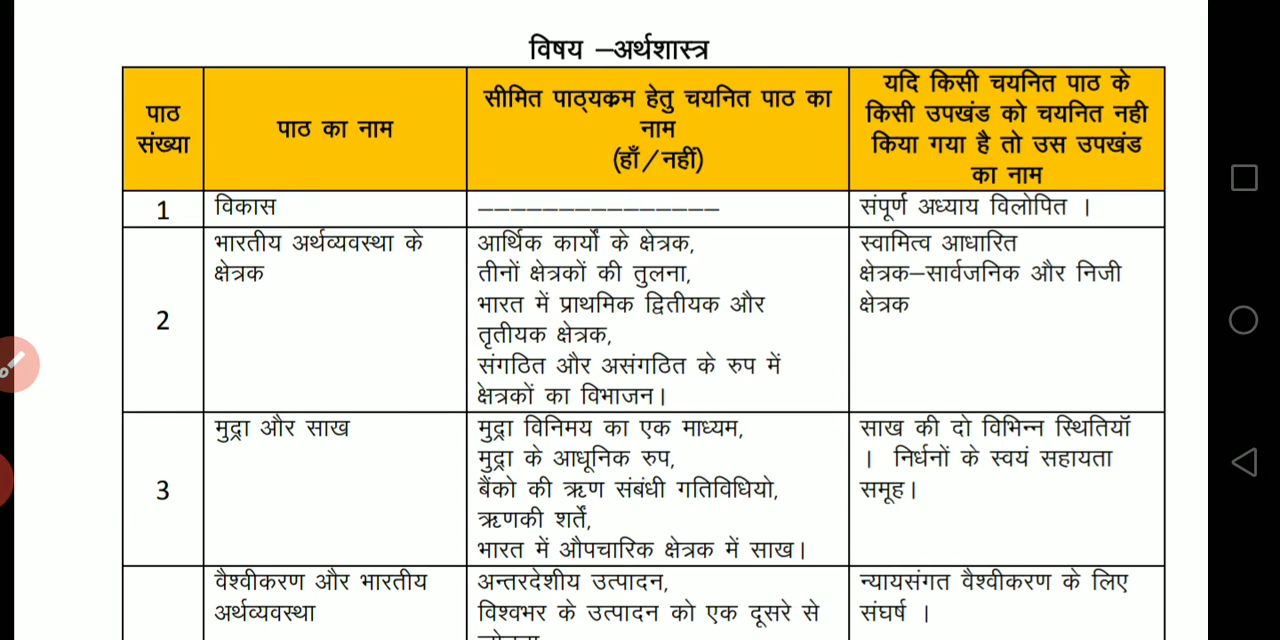 विषय –अर्थशास्त्र
पाठ
संख्या
पाठ का नाम
सीमित पाठ्यकम हेतु चयनित पाठ का
नाम
(हाँ/नहीं)
यदि किसी चयनित पाठ के
किसी उपखंड को चयनित नही
किया गया है तो उस उपखंड
का नाम
1
विकास
———————————————
संपूर्ण अध्याय विलोपित ।
2
भारतीय अर्थव्यवस्था के
क्षेत्रक
आर्थिक कार्यों के क्षेत्रक,
तीनों क्षेत्रकों की तुलना,
भारत में प्राथमिक द्वितीयक और
तृतीयक क्षेत्रक,
संगठित और असंगठित के रुप में
क्षेत्रकों का विभाजन।
स्वामित्व आधारित
क्षेत्रक–सार्वजनिक और निजी
क्षेत्रक
3
मुद्रा और साख
मुद्रा विनिमय का एक माध्यम,
मुद्रा के आधूनिक रुप,
बैंको की ऋण संबंधी गतिविधियो,
ऋणकी शर्तें,
भारत में औपचारिक क्षेत्रक में साख।
साख की दो विभिन्न स्थितियॉ
। निर्धनों के स्वयं सहायता
समूह।
वैश्वीकरण और भारतीय
अर्थव्यवस्था
अन्तरदेशीय उत्पादन,
विश्वभर के उत्पादन को एक दूसरे से
न्यायसंगत वैश्वीकरण के लिए
संघर्ष ।